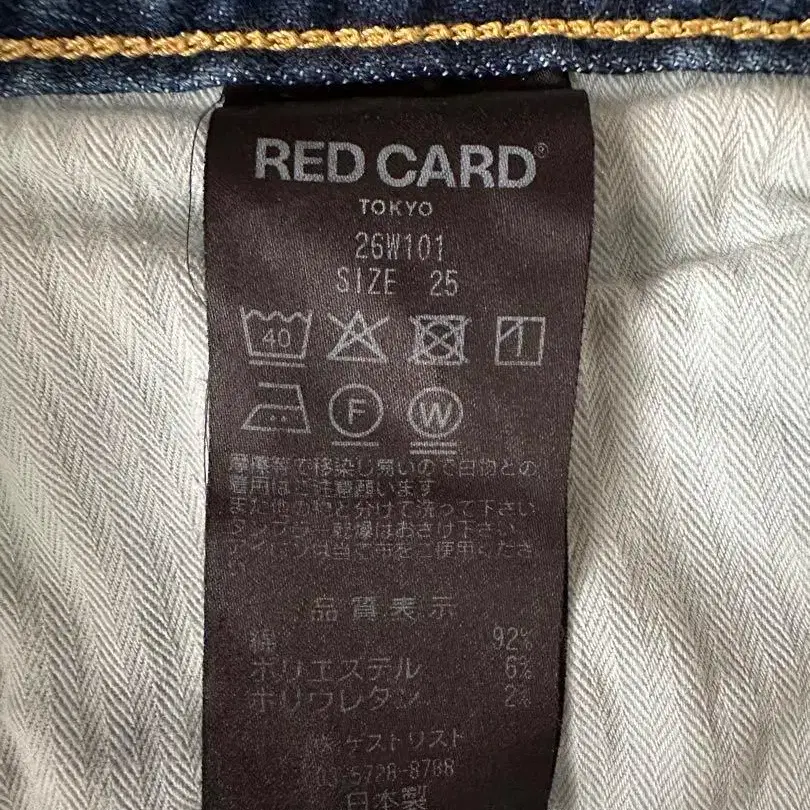 RED CARD®
TOKYO
26W101
SIZE 25
40
F
W
摩擦等で移染し易いので白物との
着用はご注意願います
また他の物と分けて洗って下さい
タンブラー乾燥はおさけ下さい
アイロンは当て布をご使用くださ
い
品質表示
綿 92%
ポリエステル 6%
ポリウレタン 2%
㈱ゲストリスト
03-5728-8788
日本製